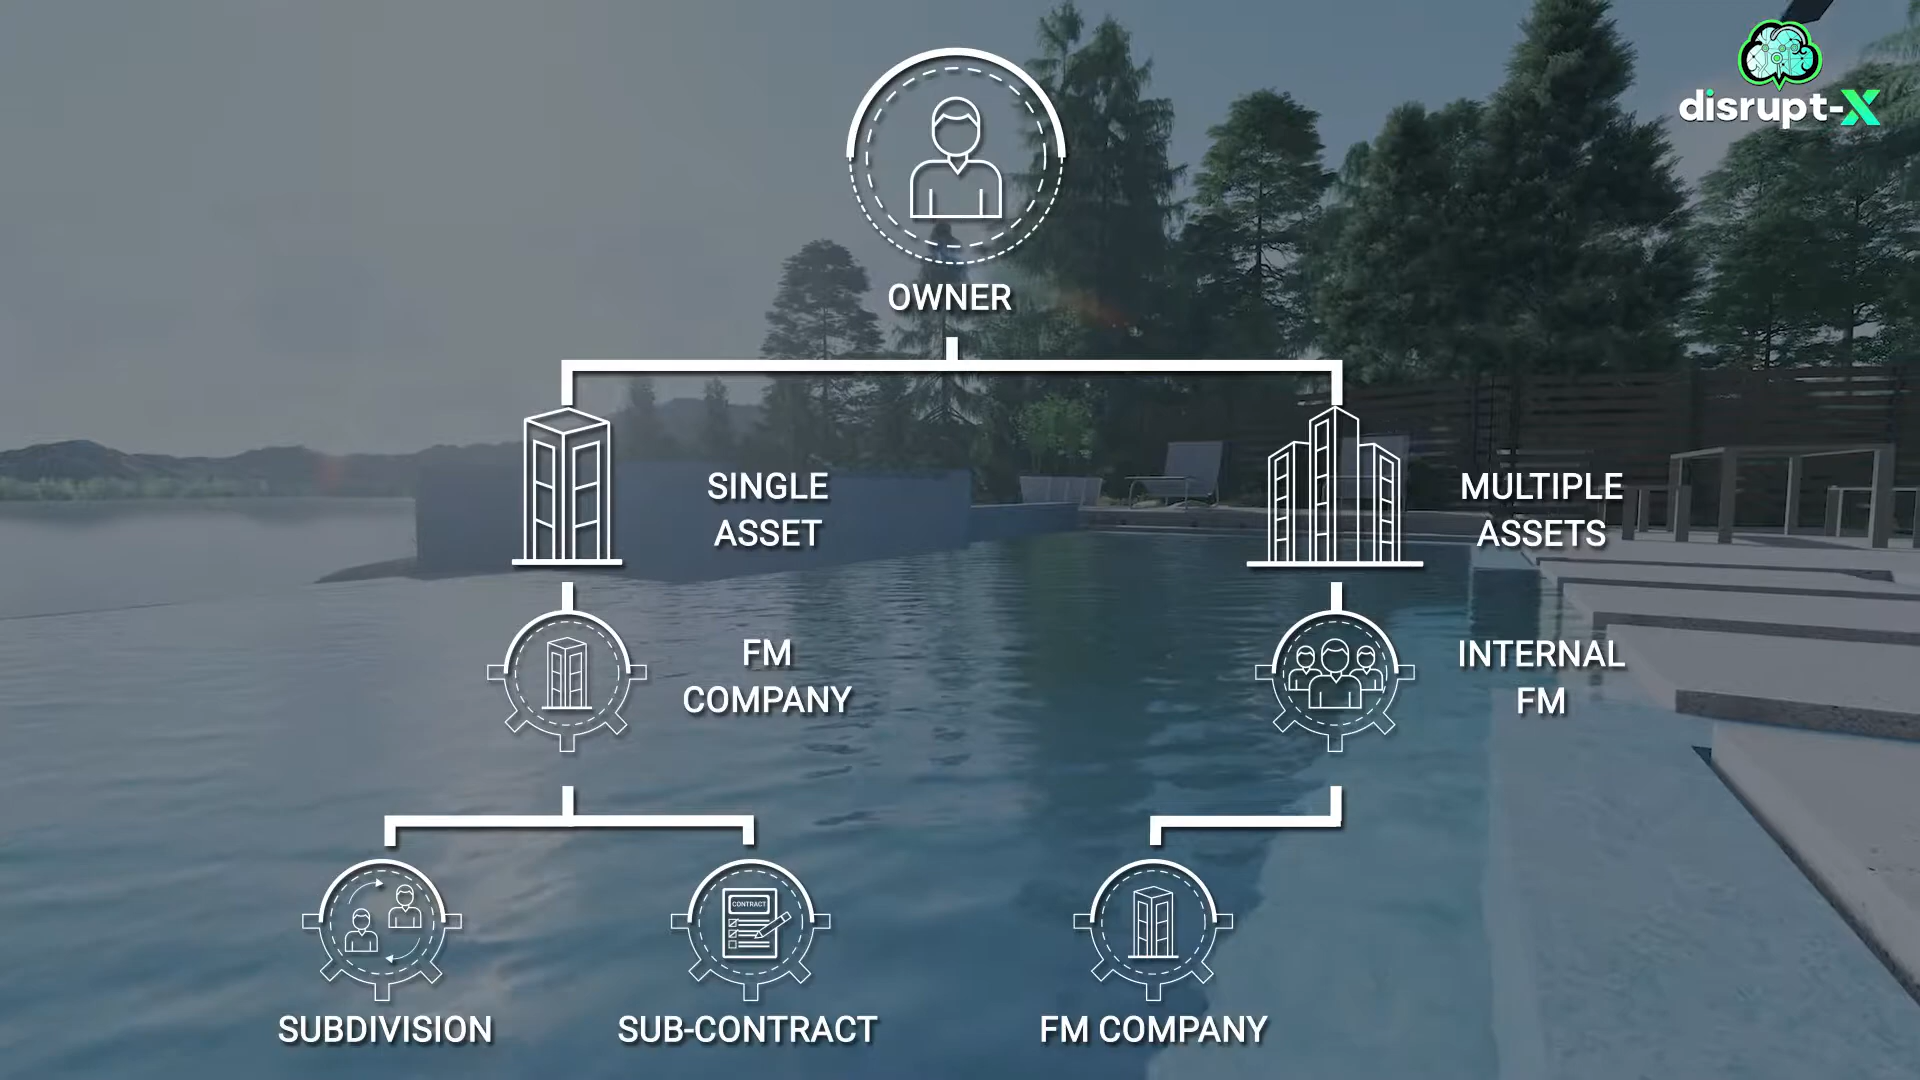 disrupt-X
OWNER
SINGLE
ASSET
MULTIPLE
ASSETS
FM
COMPANY
INTERNAL
FM
CONTRACT
SUBDIVISION
SUB-CONTRACT
FM COMPANY